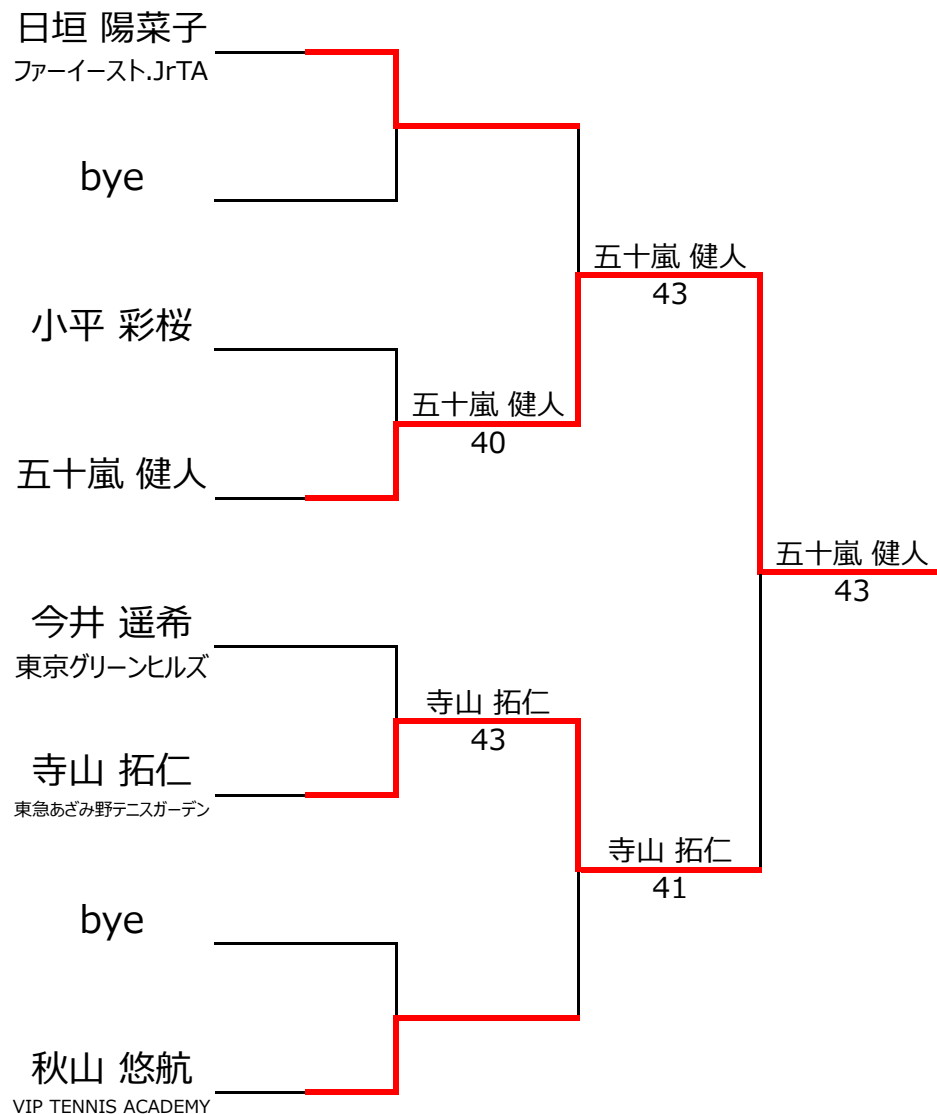 日垣 陽菜子
ファーイースト.JrTA
bye
小平 彩桜
五十嵐 健人
今井 遥希
東京グリーンヒルズ
寺山 拓仁
東急あざみ野テニスガーデン
bye
秋山 悠航
VIP TENNIS ACADEMY
五十嵐 健人
40
寺山 拓仁
43
五十嵐 健人
43
寺山 拓仁
41
五十嵐 健人
43